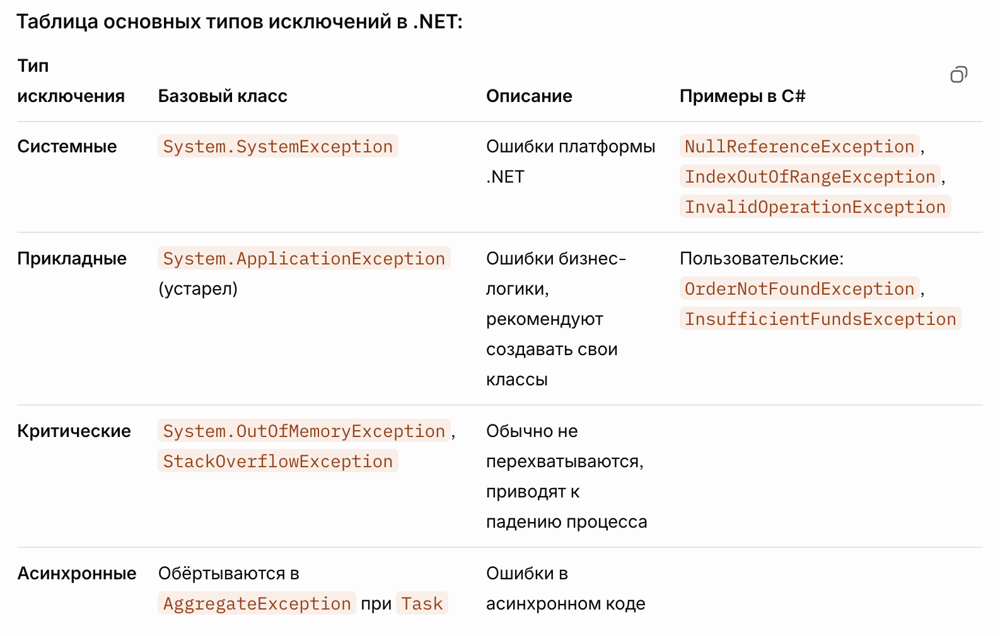 Таблица основных типов исключений в .NET:
Тип
исключения Базовый класс Описание Примеры в C#
Системные System.SystemException Ошибки платформы NullReferenceException,
.NET IndexOutOfRangeException,
InvalidOperationException
Прикладные System.ApplicationException Ошибки бизнес- Пользовательские:
(устарел) логики, OrderNotFoundException,
рекомендуют InsufficientFundsException
создавать свои
классы
Критические System.OutOfMemoryException, Обычно не
StackOverflowException перехватываются,
приводят к
падению процесса
Асинхронные Обёртываются в Ошибки в
AggregateException при Task асинхронном коде